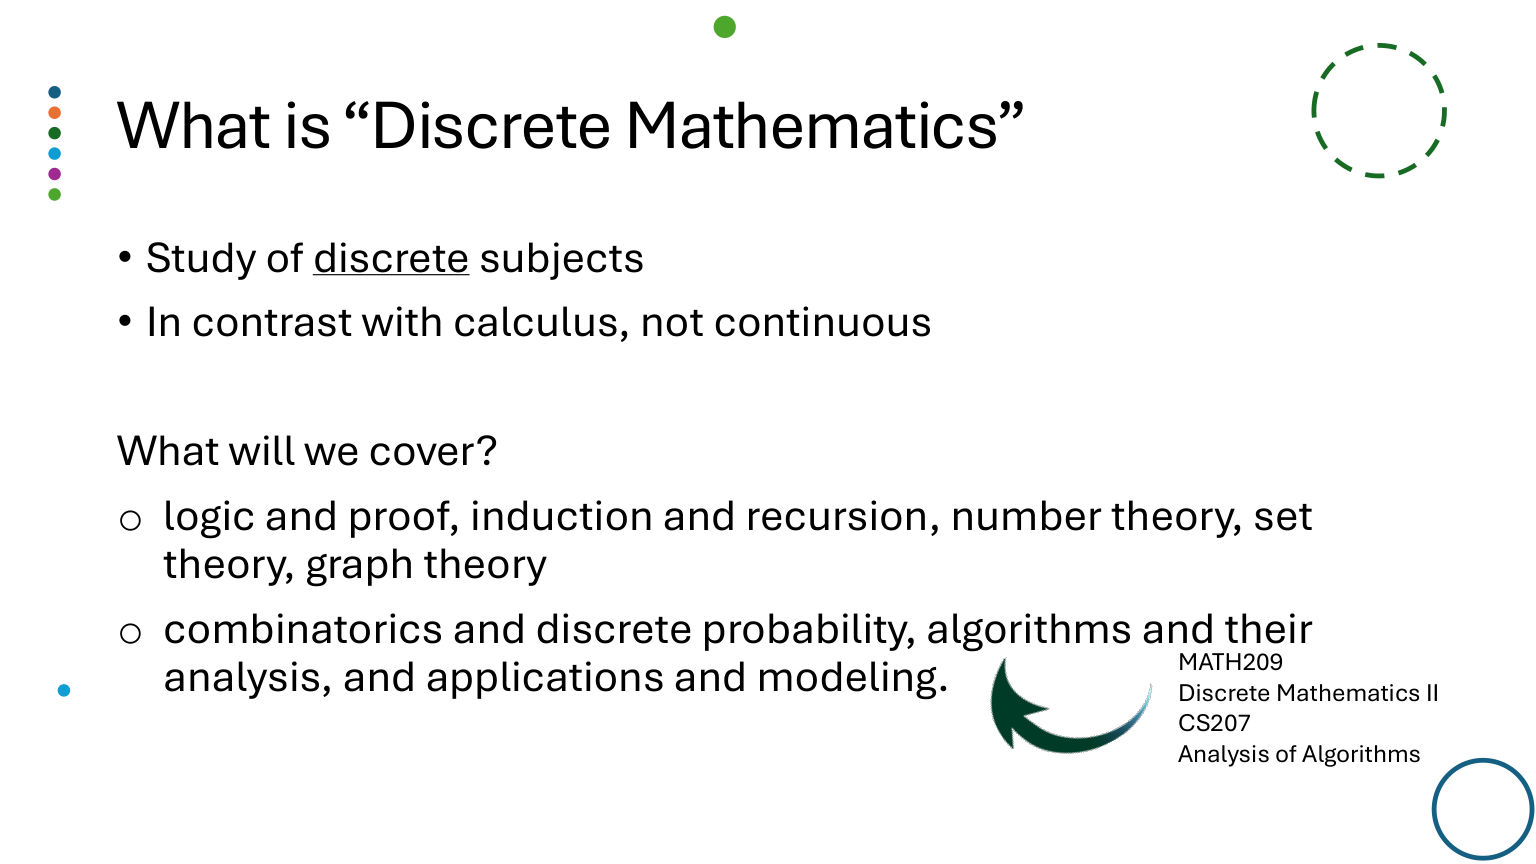 What is “Discrete Mathematics”
• Study of discrete subjects
• In contrast with calculus, not continuous
What will we cover?
o logic and proof, induction and recursion, number theory, set
theory, graph theory
o combinatorics and discrete probability, algorithms and their
analysis, and applications and modeling.
MATH209
Discrete Mathematics II
CS207
Analysis of Algorithms